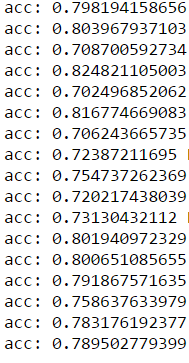 acc: 0.798194158656
acc: 0.803967937103
acc: 0.708700592734
acc: 0.824821105003
acc: 0.702496852062
acc: 0.816774669083
acc: 0.706243665735
acc: 0.72387211695
acc: 0.754737262369
acc: 0.720217438039
acc: 0.73130432112
acc: 0.801940972329
acc: 0.800651085655
acc: 0.791867571635
acc: 0.758637633979
acc: 0.783176192377
acc: 0.789502779399